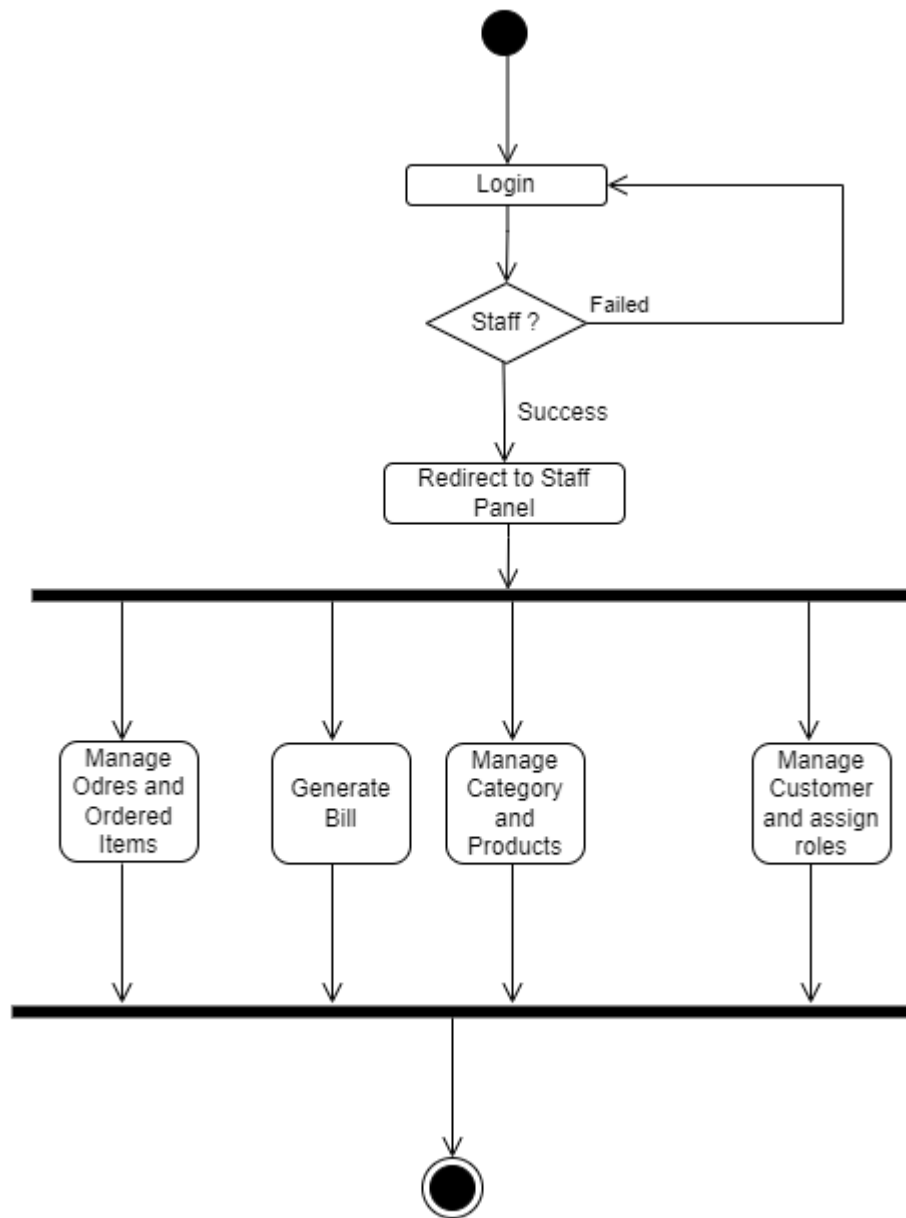 Login
Staff ?
Failed
Success
Redirect to Staff
Panel
Manage
Odres and
Ordered
Items
Generate
Bill
Manage
Category
and
Products
Manage
Customer
and assign
roles